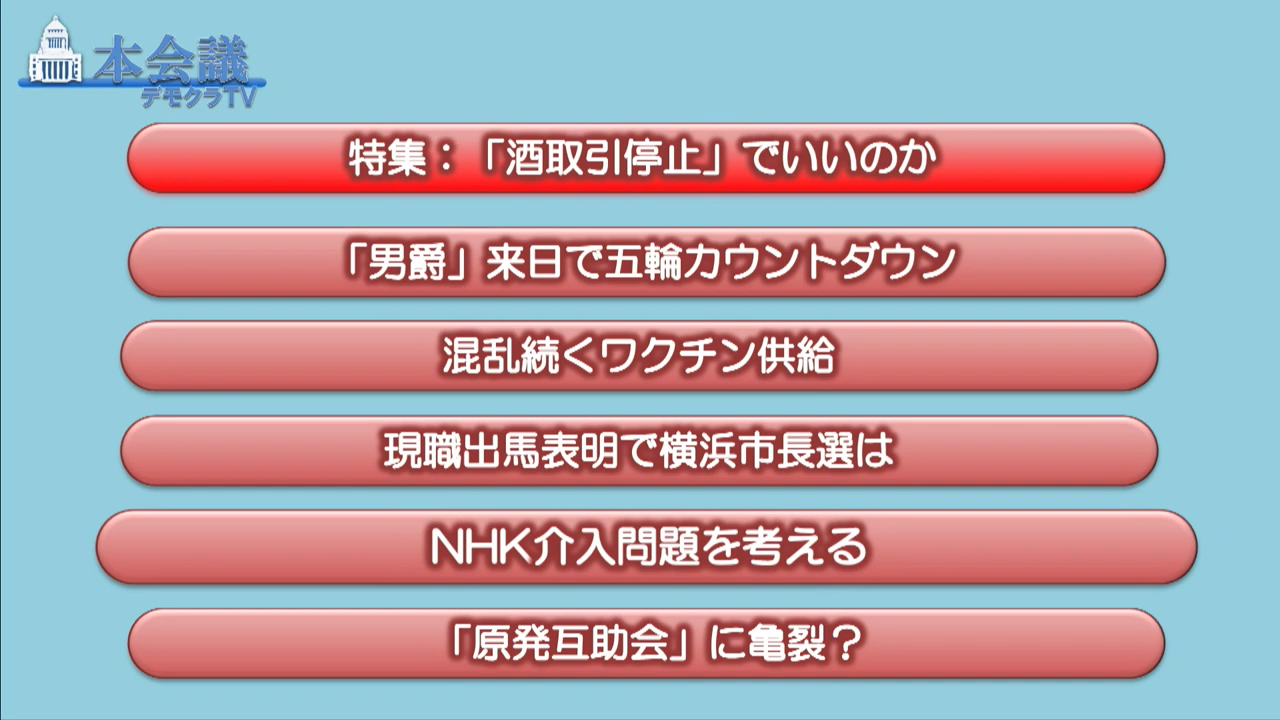 本会議
デモクラTV
特集：「酒取引停止」でいいのか
「男爵」来日で五輪カウントダウン
混乱続くワクチン供給
現職出馬表明で横浜市長選は
NHK介入問題を考える
「原発互助会」に亀裂？